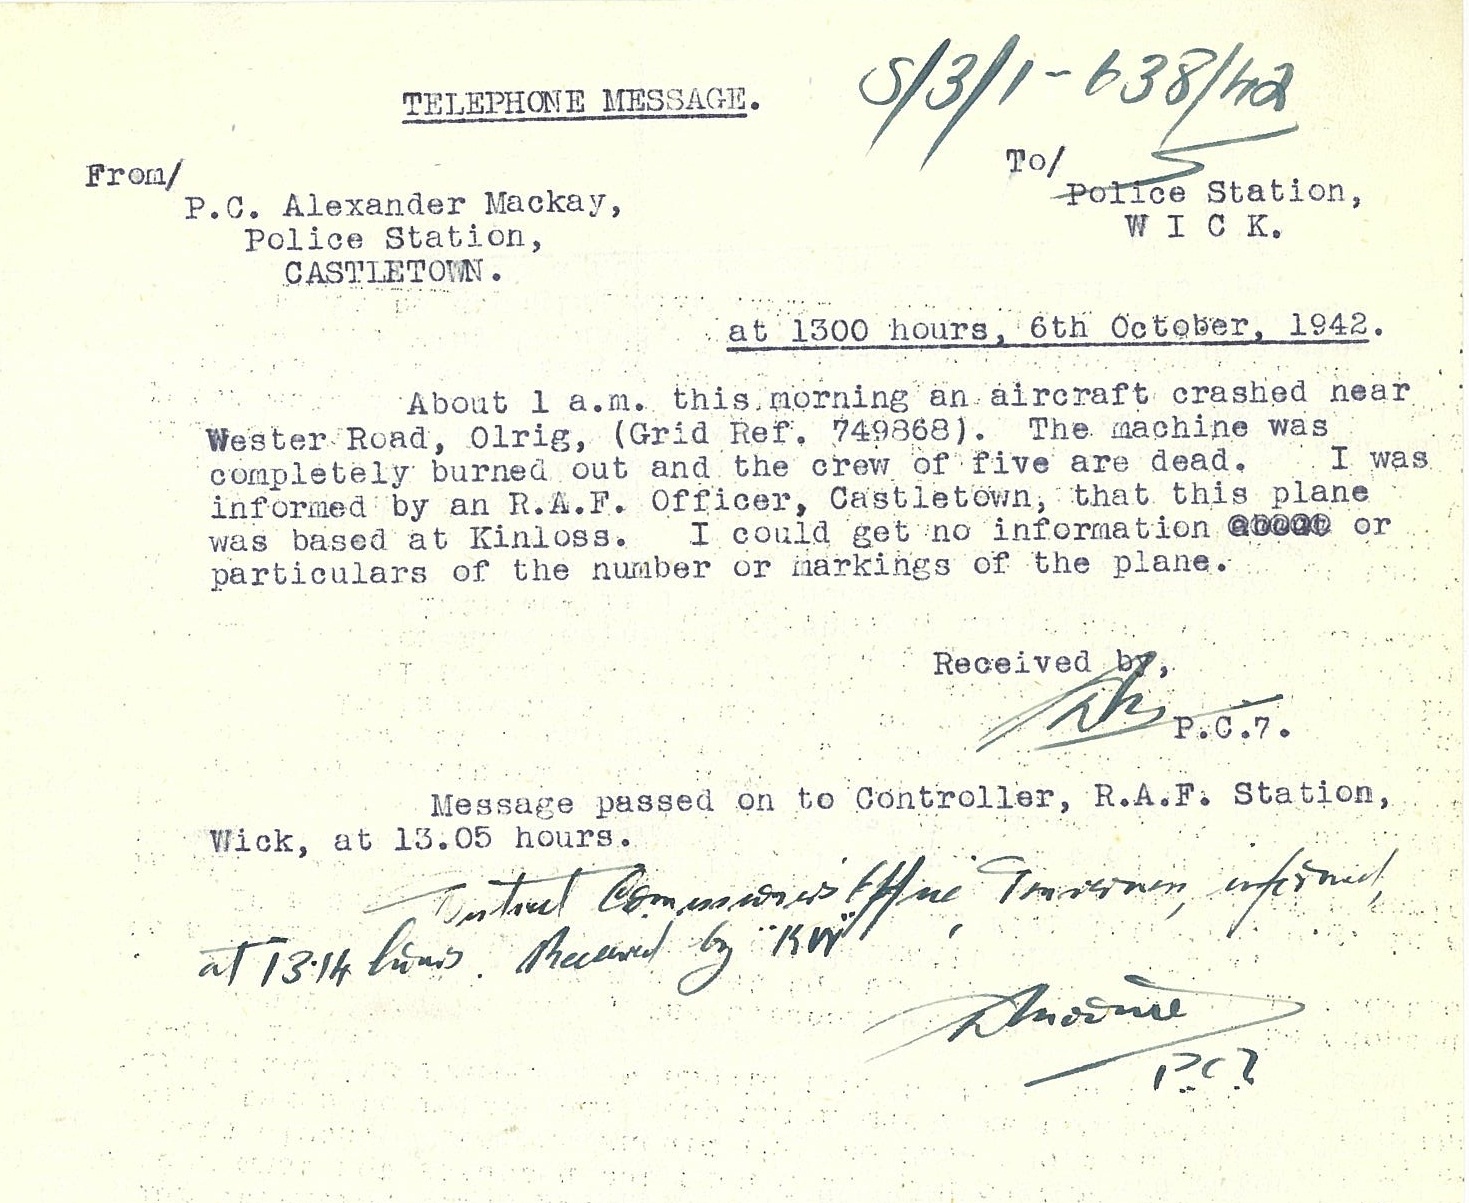 TELEPHONE MESSAGE.
S/3/1-638/42
From/
P.C. Alexander Mackay,
Police Station,
CASTLETOWN.
To/
Police Station,
W I C K.
at 1300 hours, 6th October, 1942.
About 1 a.m. this morning an aircraft crashed near
Wester Road, Olrig, (Grid Ref. 749868). The machine was
completely burned out and the crew of five are dead. I was
informed by an R.A.F. Officer, Castletown, that this plane
was based at Kinloss. I could get no information or
particulars of the number or markings of the plane.
Received by,
P.C.7.
Message passed on to Controller, R.A.F. Station,
Wick, at 13.05 hours.
District Commissioner's Office, Inverness, informed,
at 13.14 hours. Received by "KW"
P.C.7